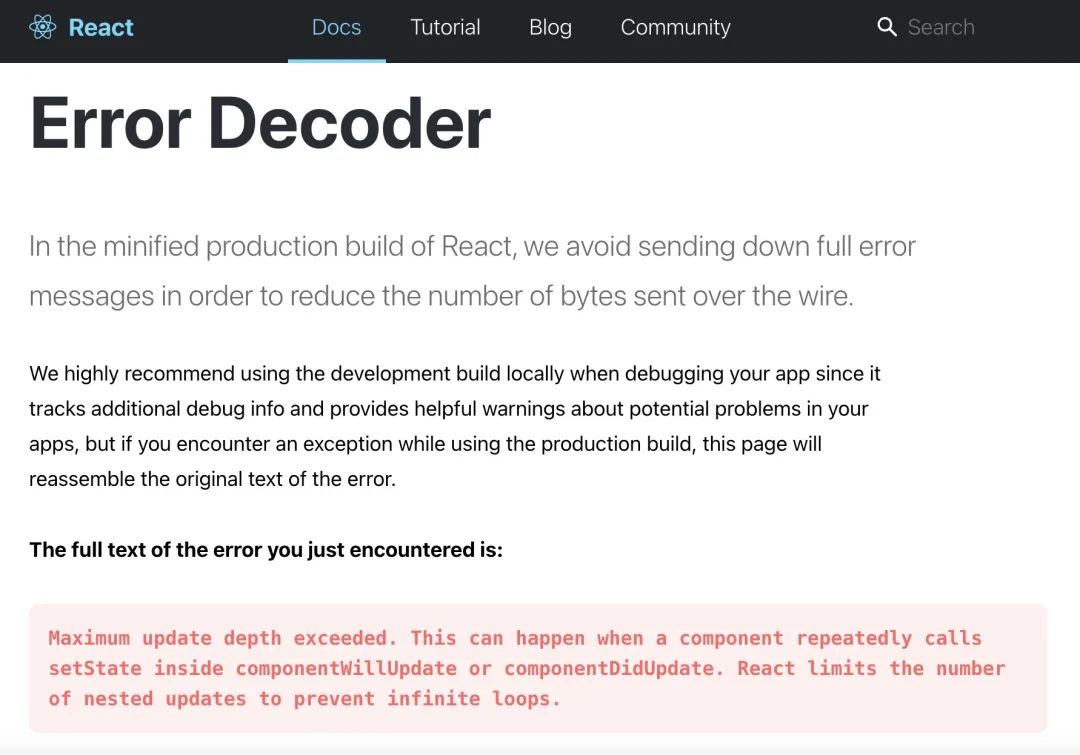 React Docs Tutorial Blog Community Search
Error Decoder
In the minified production build of React, we avoid sending down full error
messages in order to reduce the number of bytes sent over the wire.
We highly recommend using the development build locally when debugging your app since it
tracks additional debug info and provides helpful warnings about potential problems in your
apps, but if you encounter an exception while using the production build, this page will
reassemble the original text of the error.
The full text of the error you just encountered is:
Maximum update depth exceeded. This can happen when a component repeatedly calls
setState inside componentWillUpdate or componentDidUpdate. React limits the number
of nested updates to prevent infinite loops.